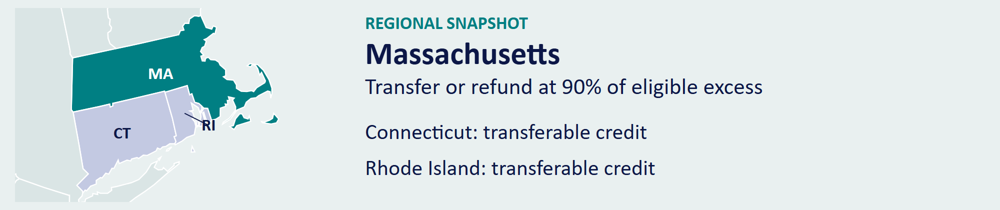 MA
CT
RI
REGIONAL SNAPSHOT
Massachusetts
Transfer or refund at 90% of eligible excess
Connecticut: transferable credit
Rhode Island: transferable credit